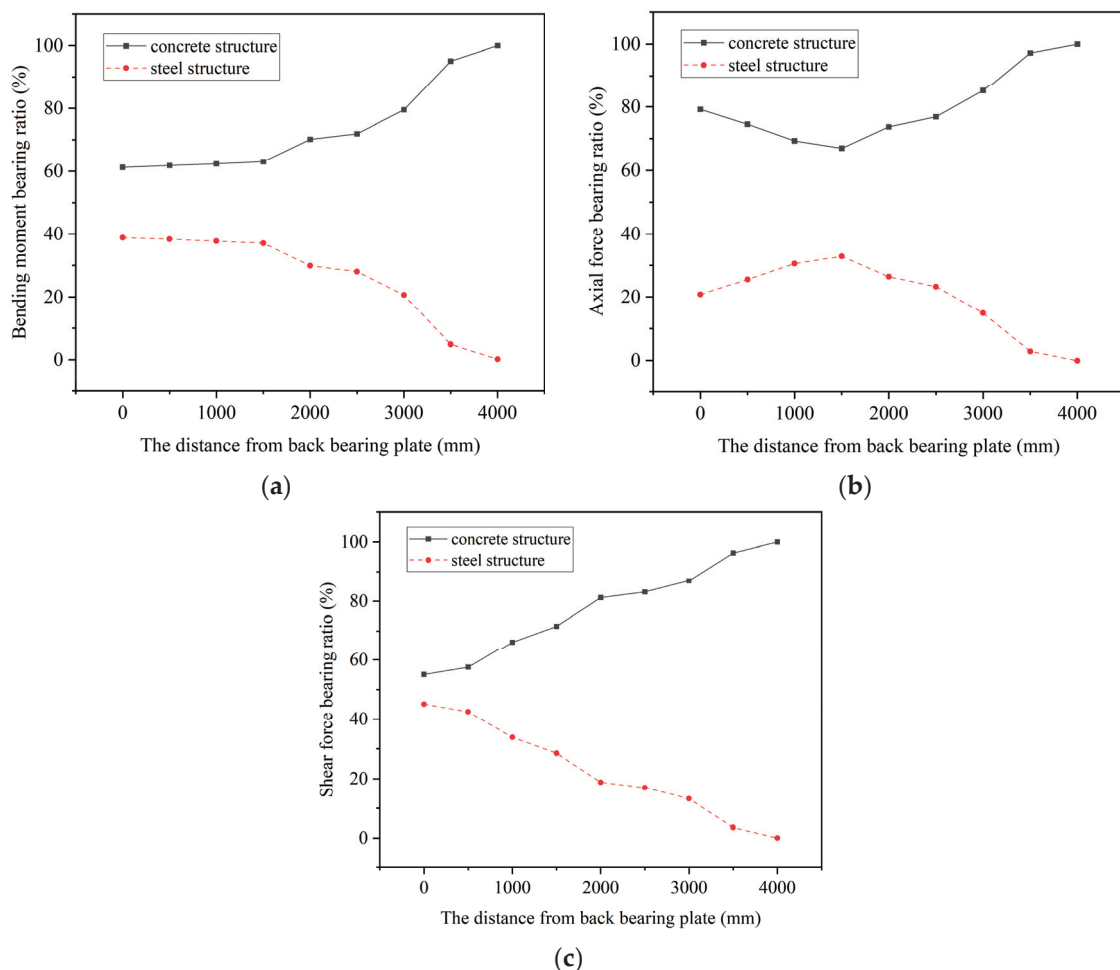 concrete structure
steel structure
Bending moment bearing ratio (%)
100
80
60
40
20
0
0 1000 2000 3000 4000
The distance from back bearing plate (mm)
(a)
concrete structure
steel structure
Axial force bearing ratio (%)
100
80
60
40
20
0
0 1000 2000 3000 4000
The distance from back bearing plate (mm)
(b)
concrete structure
steel structure
Shear force bearing ratio (%)
100
80
60
40
20
0
0 1000 2000 3000 4000
The distance from back bearing plate (mm)
(c)